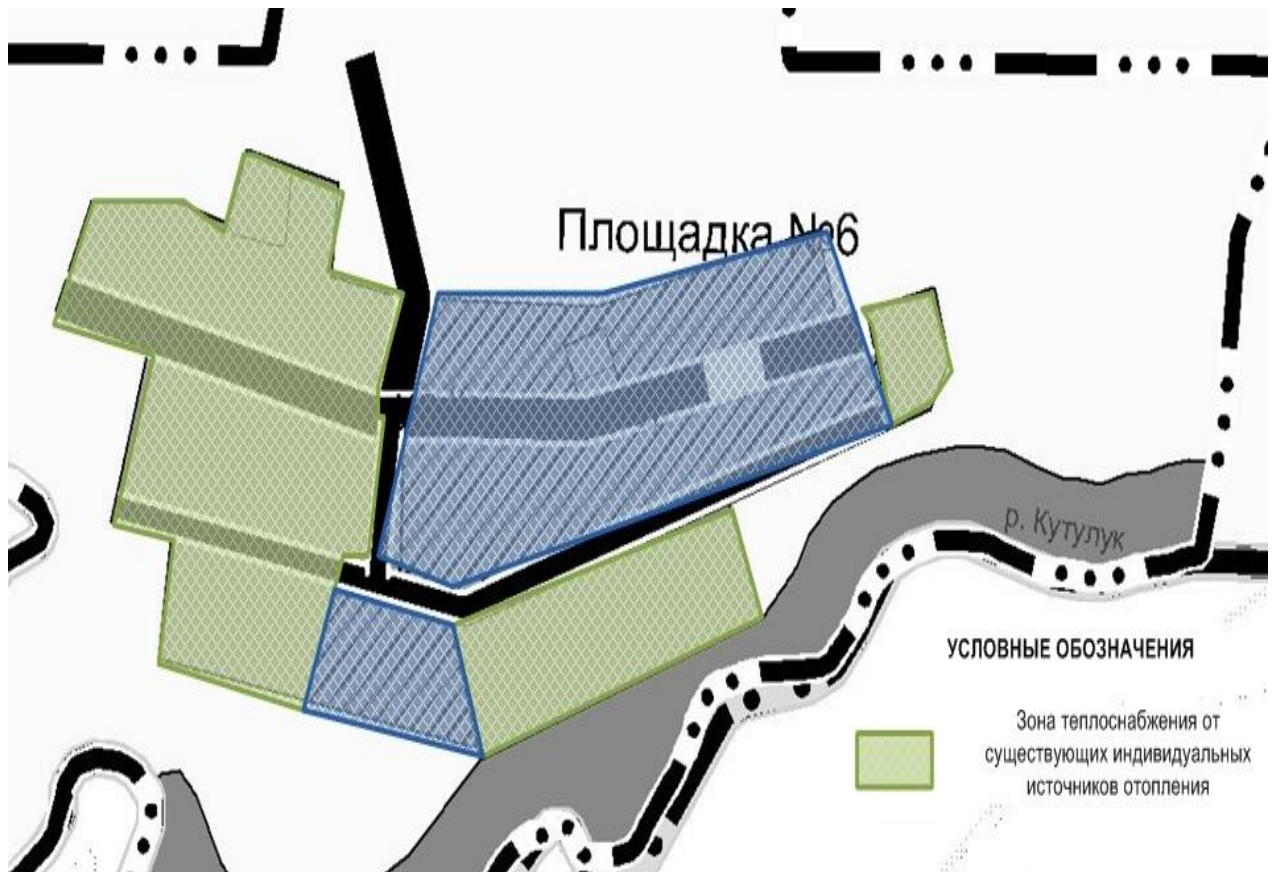 Площадка №6
р. Кутулук
УСЛОВНЫЕ ОБОЗНАЧЕНИЯ
Зона теплоснабжения от
существующих индивидуальных
источников отопления